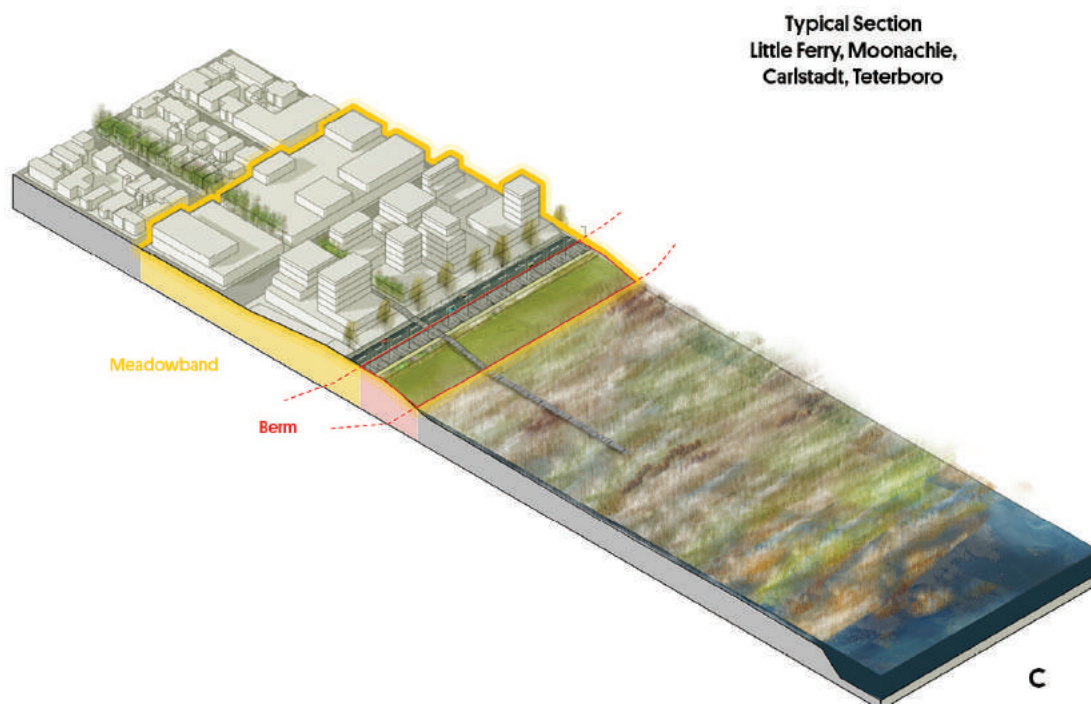 Typical Section
Little Ferry, Moonachie,
Carlstadt, Teterboro
Meadowband
Berm
C